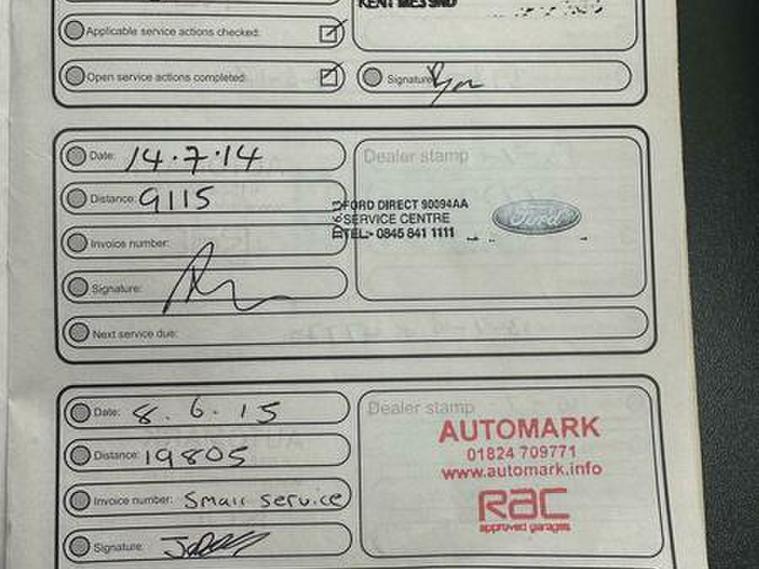 KENT ME3 9ND
Applicable service actions checked:
Open service actions completed:
Signature:
Date: 14.7.14
Dealer stamp
Distance: 9115
FORD DIRECT 90094AA
SERVICE CENTRE
TEL:- 0845 841 1111
Ford
Invoice number:
Signature:
Next service due:
Date: 8.6.15
Dealer stamp
AUTOMARK
Distance: 19805
01824 709771
www.automark.info
Invoice number: Small service
RAC
approved garages
Signature: